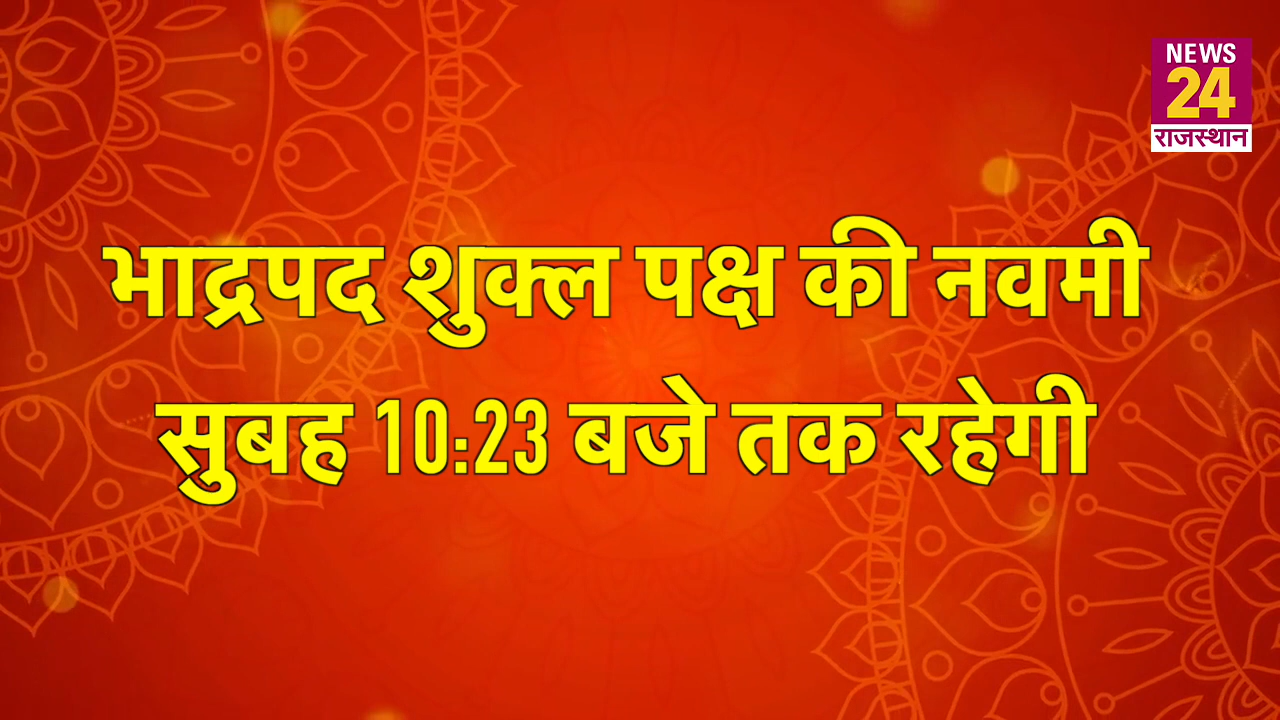 NEWS
24
राजस्थान
भाद्रपद शुक्ल पक्ष की नवमी
सुबह 10:23 बजे तक रहेगी